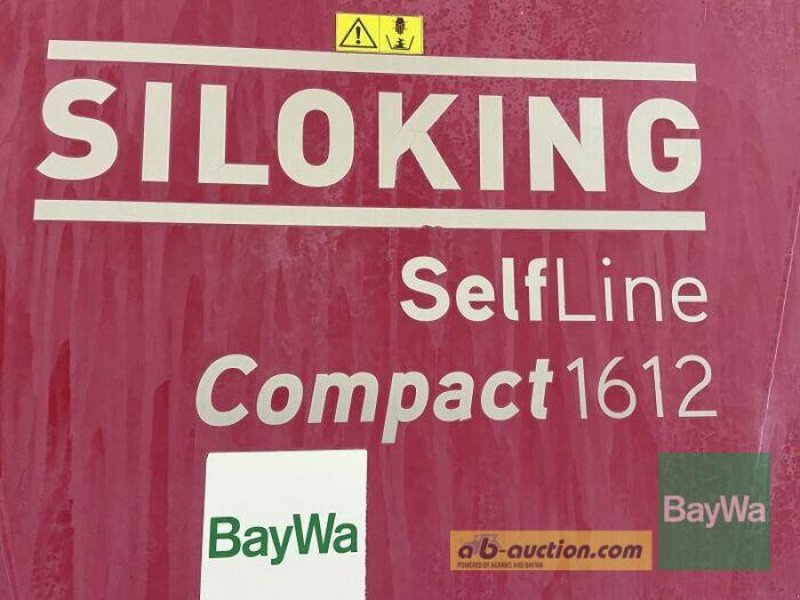 SILOKING
SelfLine
Compact 1612
BayWa
BayWa
ab-auction.com
POWERED BY AGRAVIS AND BAYWA